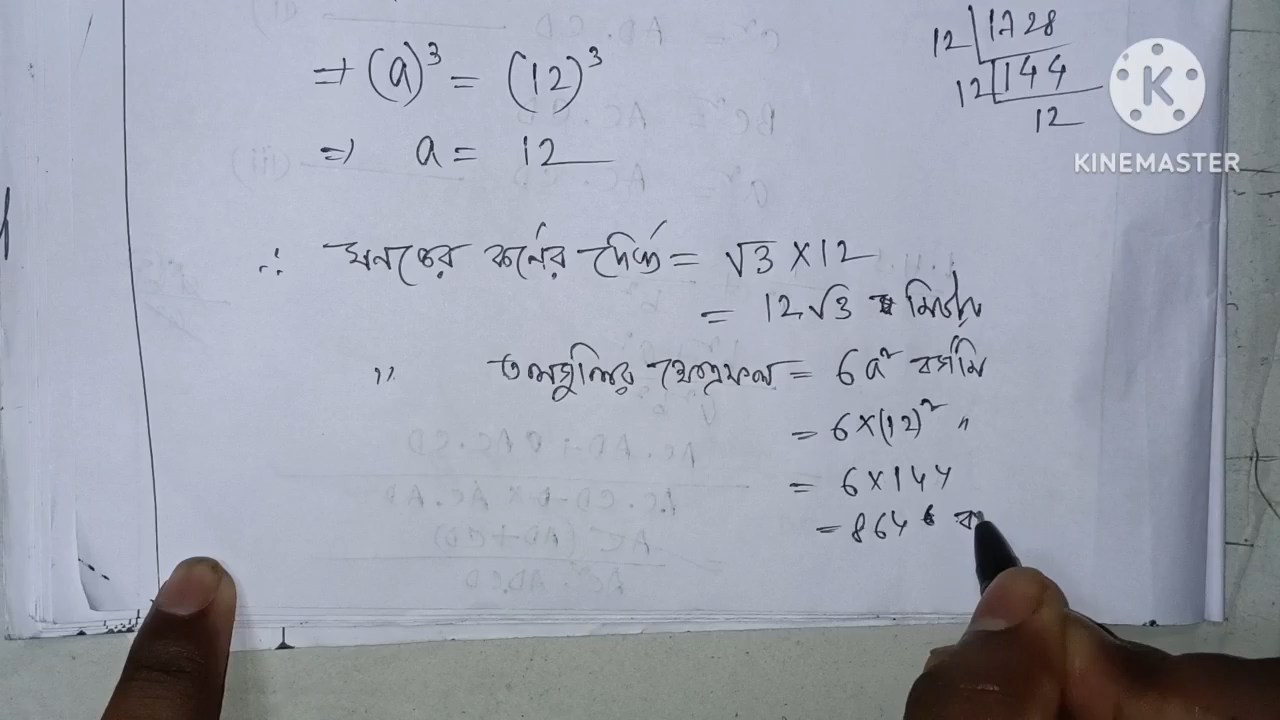 ⇒ (a)³ = (12)³
⇒ a = 12
12 | 1728
12 | 144
12
KINEMASTER
∴ ঘনকের কর্নের দৈর্ঘ্য = √3 × 12
= 12√3 মিটার
,, তলগুলির ক্ষেত্রফল = 6a² বর্গমি
= 6×(12)² "
= 6×144
= 864 ব